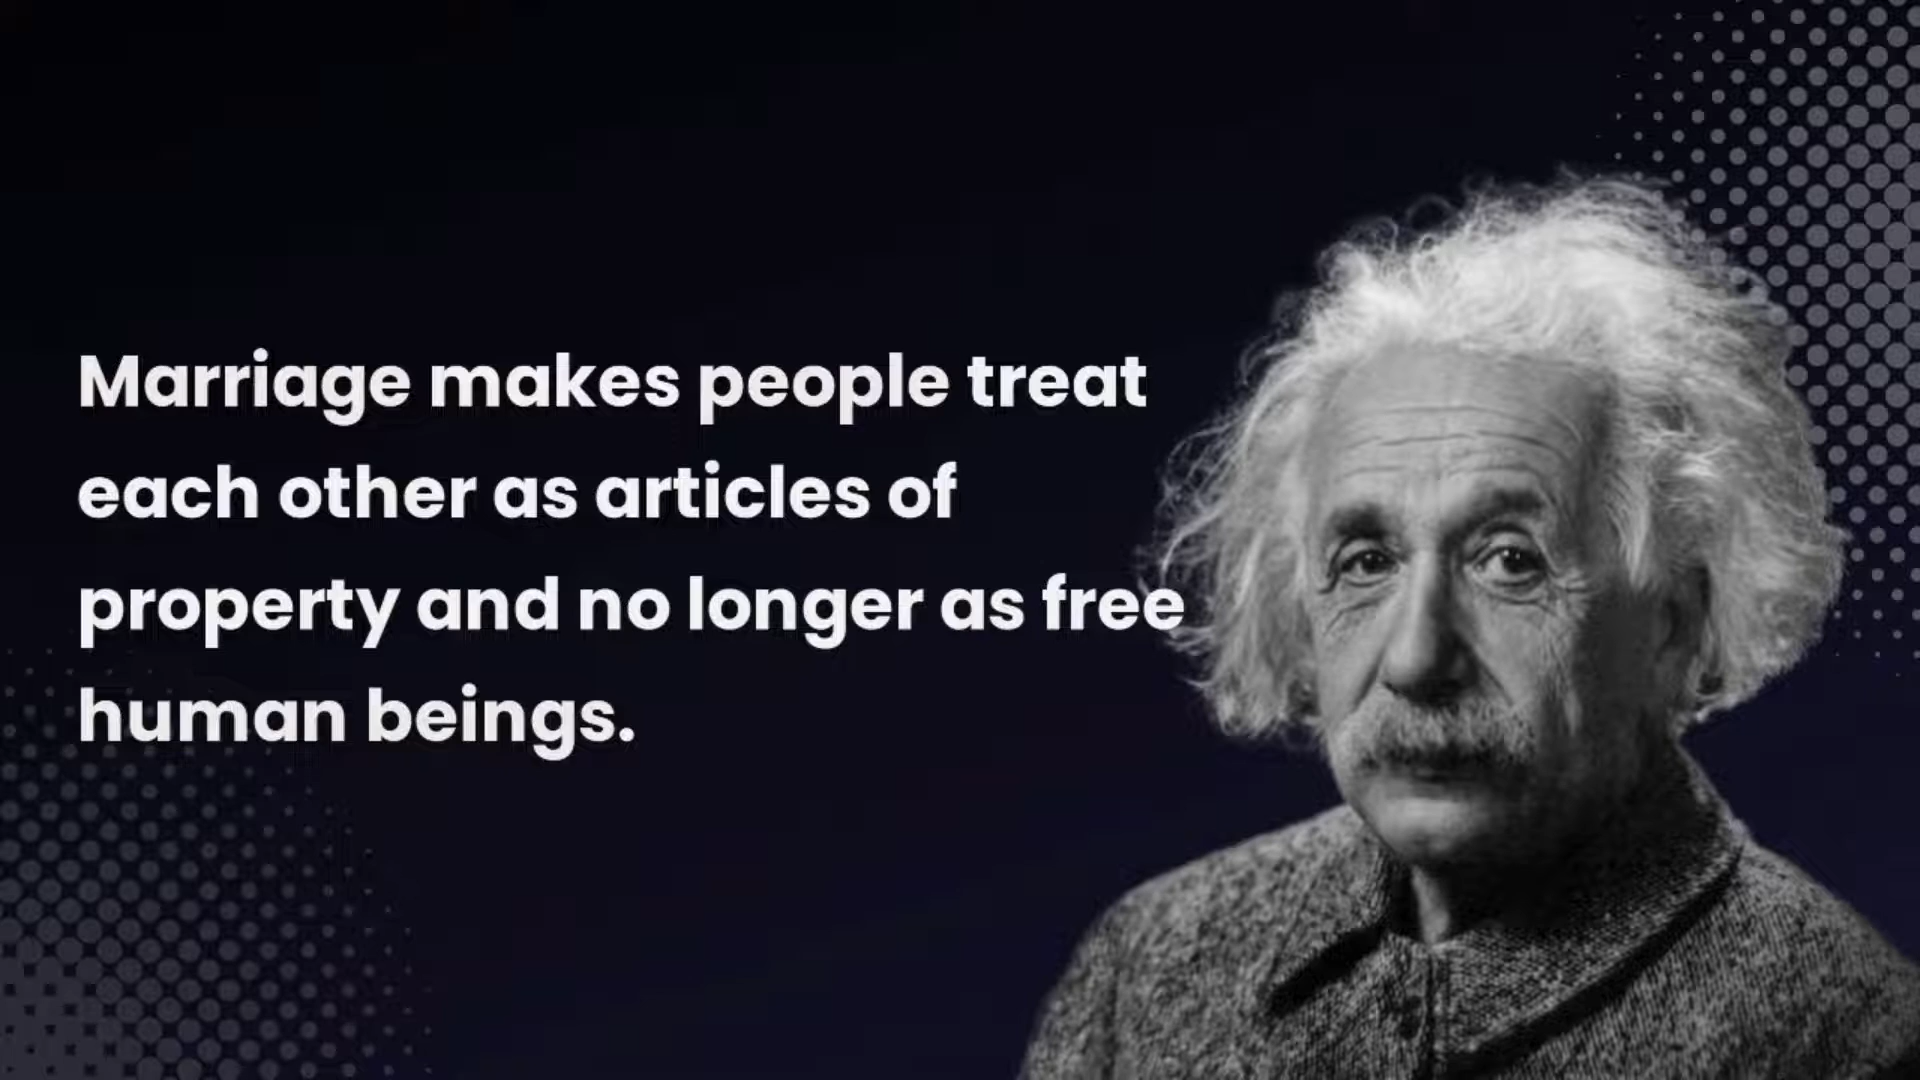 Marriage makes people treat
each other as articles of
property and no longer as free
human beings.